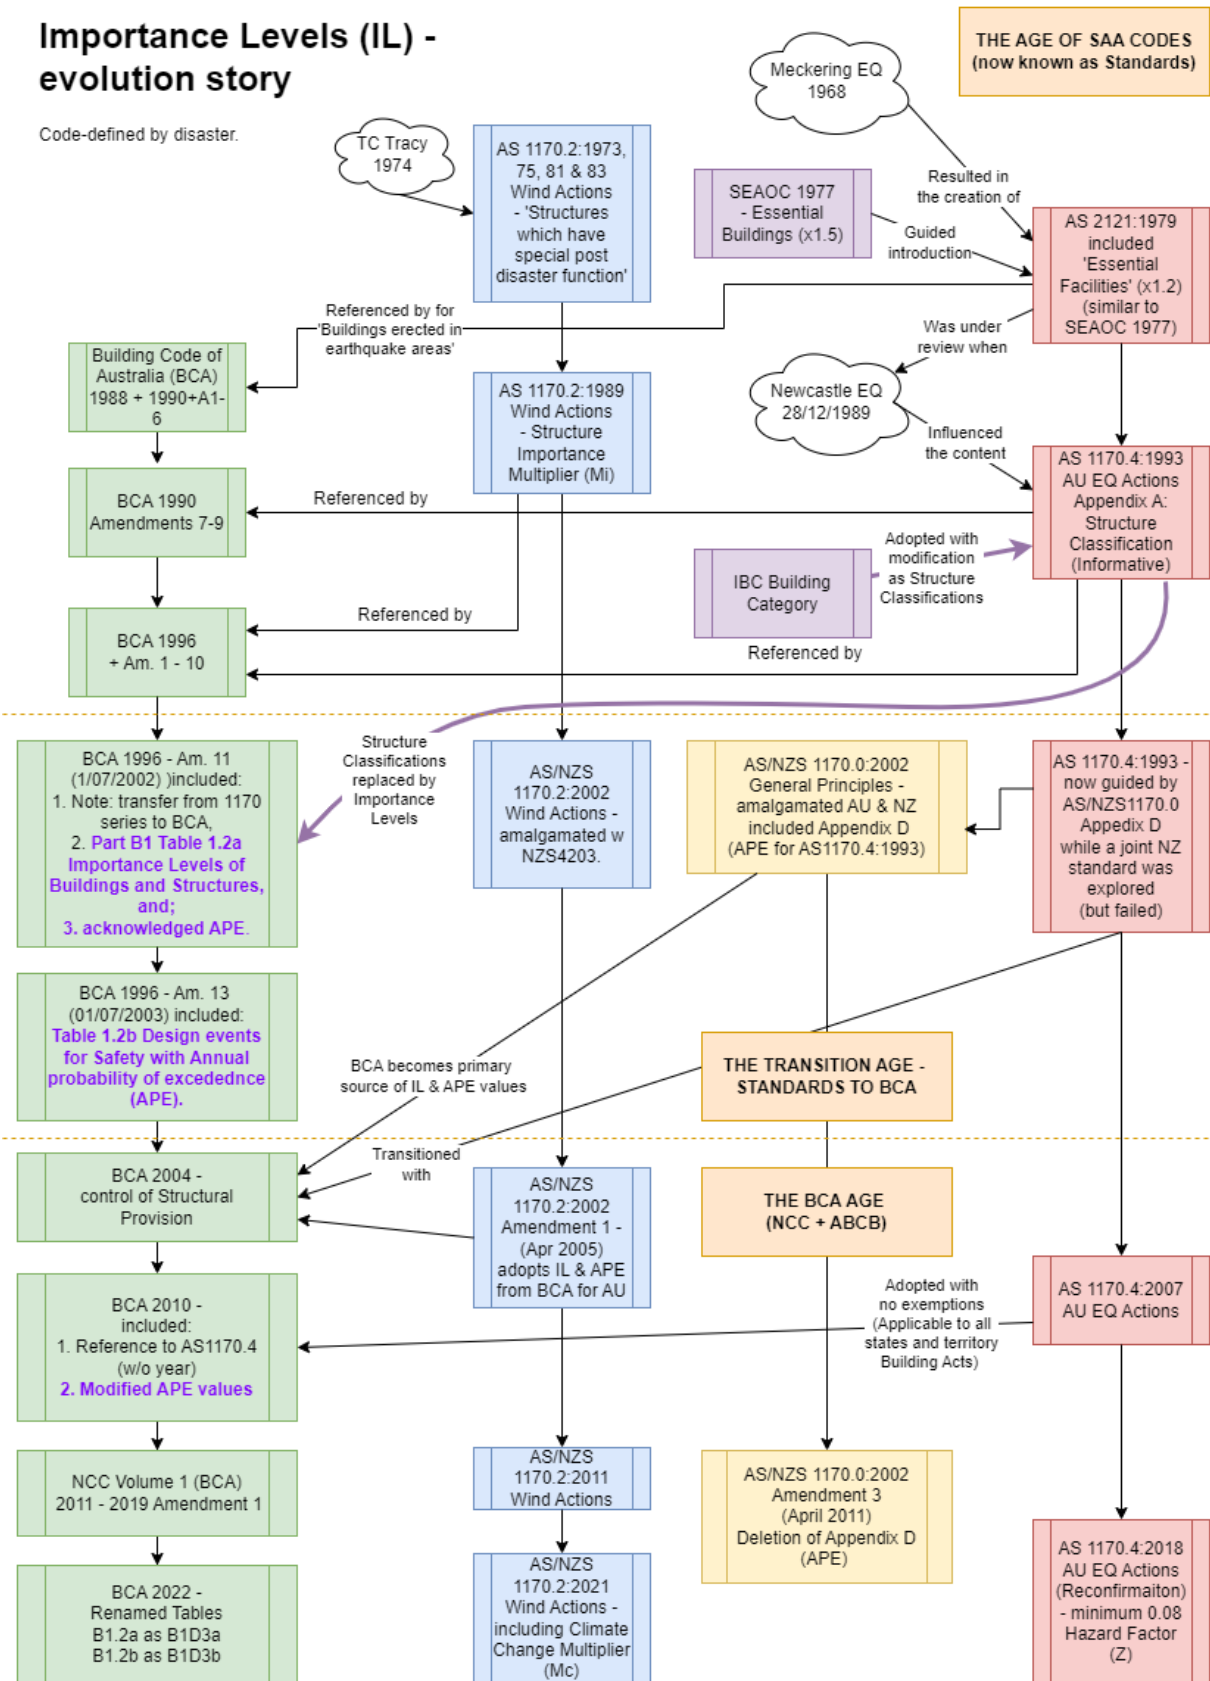 Importance Levels (IL) -
evolution story
Code-defined by disaster.
THE AGE OF SAA CODES
(now known as Standards)
Meckering EQ
1968
TC Tracy
1974
AS 1170.2:1973,
75, 81 & 83
Wind Actions
- 'Structures
which have
special post
disaster function'
SEAOC 1977
- Essential
Buildings (x1.5)
Resulted in
the creation of
Guided
introduction
AS 2121:1979
included
'Essential
Facilities' (x1.2)
(similar to
SEAOC 1977)
Referenced by for
'Buildings erected in
earthquake areas'
Was under
review when
Building Code of
Australia (BCA)
1988 + 1990+A1-
6
AS 1170.2:1989
Wind Actions
- Structure
Importance
Multiplier (Mi)
Newcastle EQ
28/12/1989
Influenced
the content
AS 1170.4:1993
AU EQ Actions
Appendix A:
Structure
Classification
(Informative)
BCA 1990
Amendments 7-9
Referenced by
IBC Building
Category
Adopted with
modification
as Structure
Classifications
BCA 1996
+ Am. 1 - 10
Referenced by
Referenced by
BCA 1996 - Am. 11
(1/07/2002) )included:
1. Note: transfer from 1170
series to BCA,
2. Part B1 Table 1.2a
Importance Levels of
Buildings and Structures,
and;
3. acknowledged APE.
Structure
Classifications
replaced by
Importance
Levels
AS/NZS
1170.2:2002
Wind Actions -
amalgamated w
NZS4203.
AS/NZS 1170.0:2002
General Principles -
amalgamated AU & NZ
included Appendix D
(APE for AS1170.4:1993)
AS 1170.4:1993 -
now guided by
AS/NZS1170.0
Appedix D
while a joint NZ
standard was
explored
(but failed)
BCA 1996 - Am. 13
(01/07/2003) included:
Table 1.2b Design events
for Safety with Annual
probability of excedednce
(APE).
BCA becomes primary
source of IL & APE values
THE TRANSITION AGE -
STANDARDS TO BCA
BCA 2004 -
control of Structural
Provision
Transitioned
with
AS/NZS
1170.2:2002
Amendment 1 -
(Apr 2005)
adopts IL & APE
from BCA for AU
THE BCA AGE
(NCC + ABCB)
BCA 2010 -
included:
1. Reference to AS1170.4
(w/o year)
2. Modified APE values
Adopted with
no exemptions
(Applicable to all
states and territory
Building Acts)
AS 1170.4:2007
AU EQ Actions
NCC Volume 1 (BCA)
2011 - 2019 Amendment 1
AS/NZS
1170.2:2011
Wind Actions
AS/NZS 1170.0:2002
Amendment 3
(April 2011)
Deletion of Appendix D
(APE)
BCA 2022 -
Renamed Tables
B1.2a as B1D3a
B1.2b as B1D3b
AS/NZS
1170.2:2021
Wind Actions -
including Climate
Change Multiplier
(Mc)
AS 1170.4:2018
AU EQ Actions
(Reconfirmaiton)
- minimum 0.08
Hazard Factor
(Z)